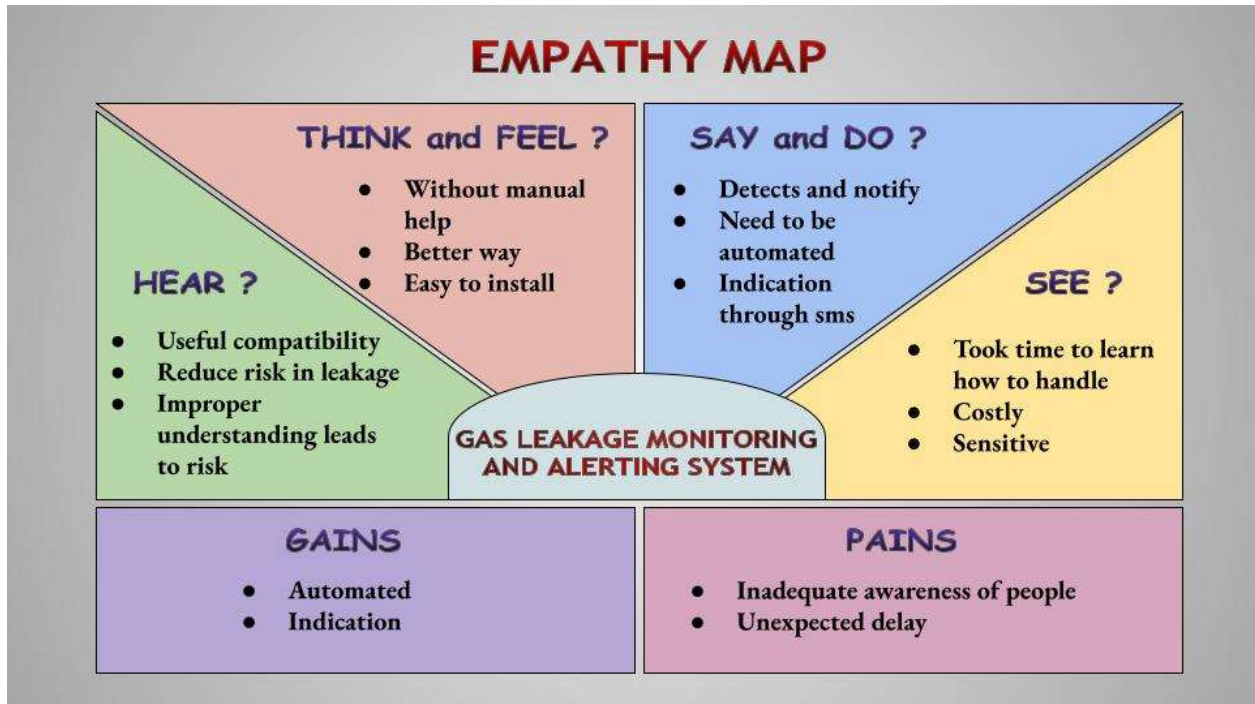 EMPATHY MAP
THINK and FEEL ?
● Without manual
help
● Better way
● Easy to install
SAY and DO ?
● Detects and notify
● Need to be
automated
● Indication
through sms
HEAR ?
● Useful compatibility
● Reduce risk in leakage
● Improper
understanding leads
to risk
SEE ?
● Took time to learn
how to handle
● Costly
● Sensitive
GAS LEAKAGE MONITORING
AND ALERTING SYSTEM
GAINS
● Automated
● Indication
PAINS
● Inadequate awareness of people
● Unexpected delay